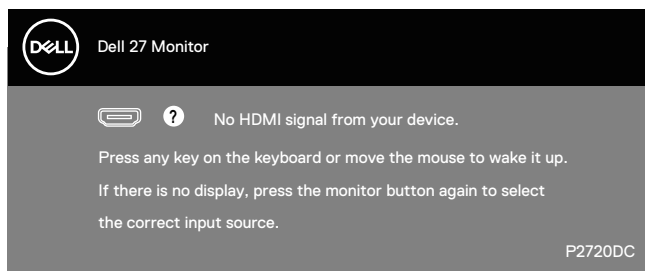 DELL
Dell 27 Monitor
? No HDMI signal from your device.
Press any key on the keyboard or move the mouse to wake it up.
If there is no display, press the monitor button again to select
the correct input source.
P2720DC